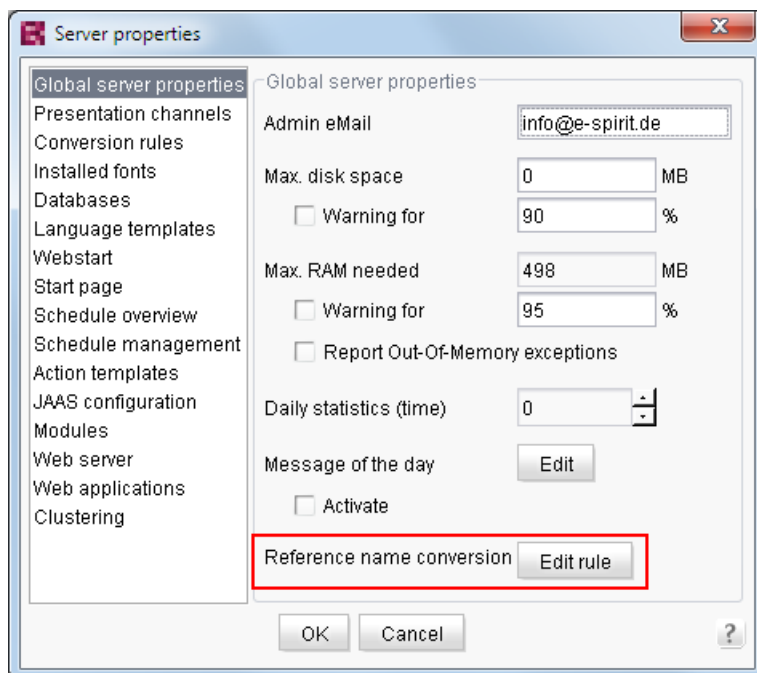 Server properties
x
Global server properties
Presentation channels
Conversion rules
Installed fonts
Databases
Language templates
Webstart
Start page
Schedule overview
Schedule management
Action templates
JAAS configuration
Modules
Web server
Web applications
Clustering
Global server properties
Admin eMail info@e-spirit.de
Max. disk space 0 MB
Warning for 90 %
Max. RAM needed 498 MB
Warning for 95 %
Report Out-Of-Memory exceptions
Daily statistics (time) 0
Message of the day Edit
Activate
Reference name conversion Edit rule
OK Cancel ?